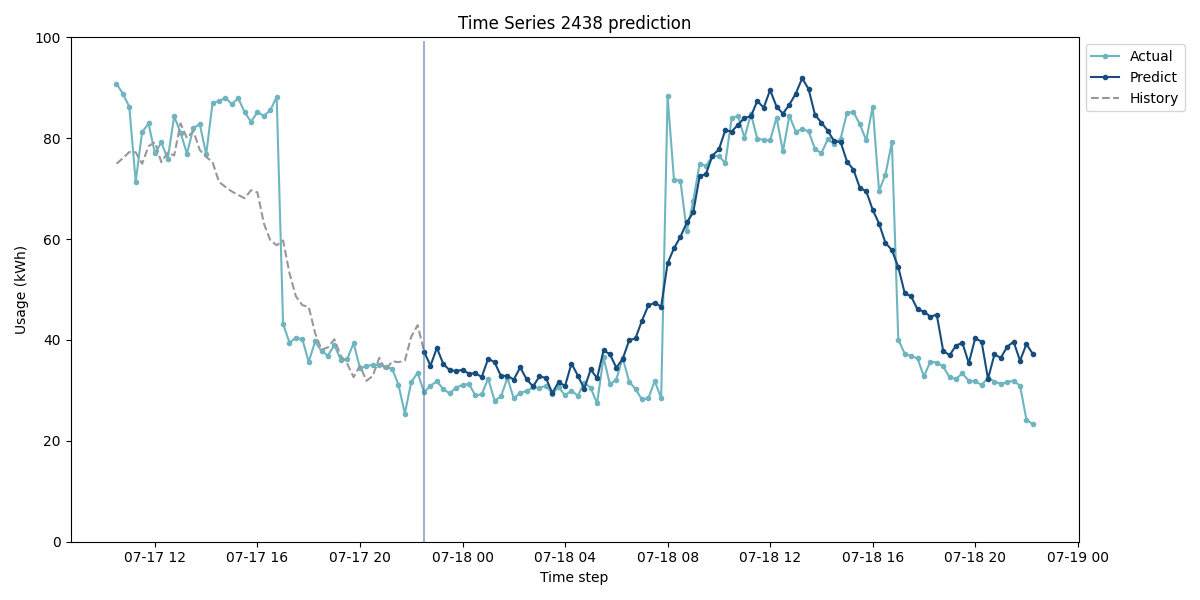 Time Series 2438 prediction
100
80
60
40
20
0
Usage (kWh)
07-17 12
07-17 16
07-17 20
07-18 00
07-18 04
07-18 08
07-18 12
07-18 16
07-18 20
07-19 00
Time step
Actual
Predict
History